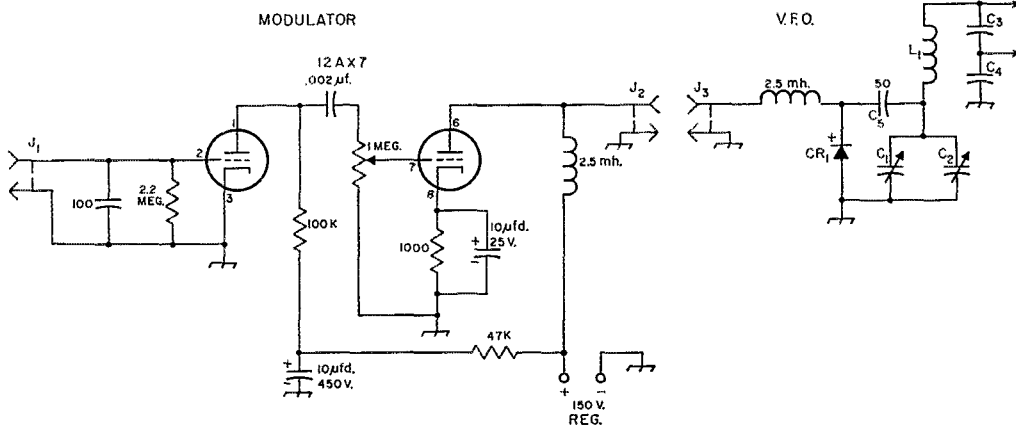 MODULATOR
V.F.O.
12AX7
.002 µf.
J1
2
1
3
100
2.2
MEG.
100K
1 MEG.
7
6
8
1000
10µfd.
25V.
+
-
J2
2.5 mh.
J3
2.5 mh.
50
C5
+
CR1
C1
C2
L1
C3
C4
47K
+
-
10µfd.
450V.
+
-
150 V.
REG.